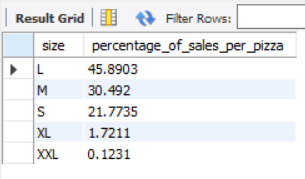 Result Grid Filter Rows:
size percentage_of_sales_per_pizza
L 45.8903
M 30.492
S 21.7735
XL 1.7211
XXL 0.1231